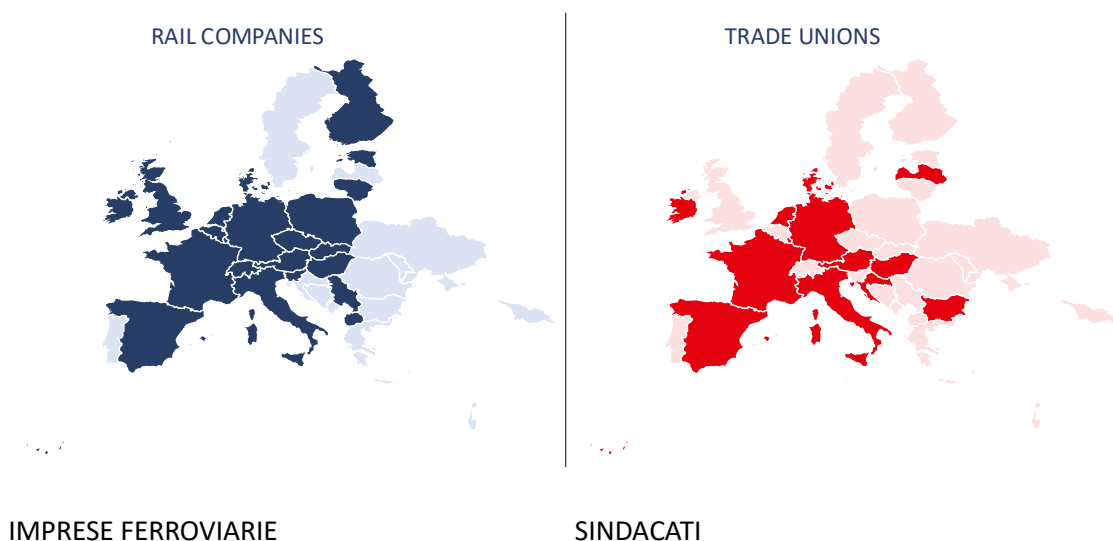 RAIL COMPANIES
TRADE UNIONS
IMPRESE FERROVIARIE
SINDACATI